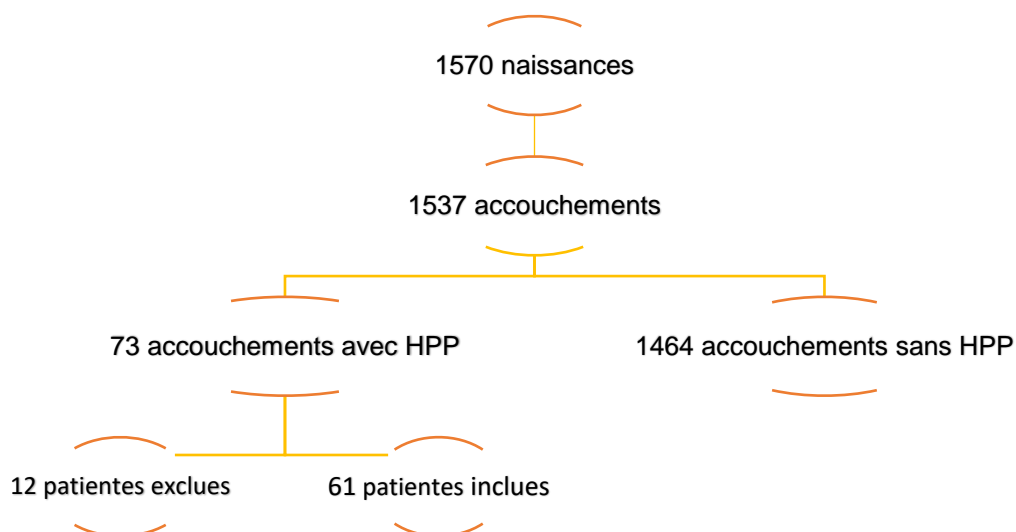 1570 naissances
1537 accouchements
73 accouchements avec HPP
1464 accouchements sans HPP
12 patientes exclues
61 patientes inclues